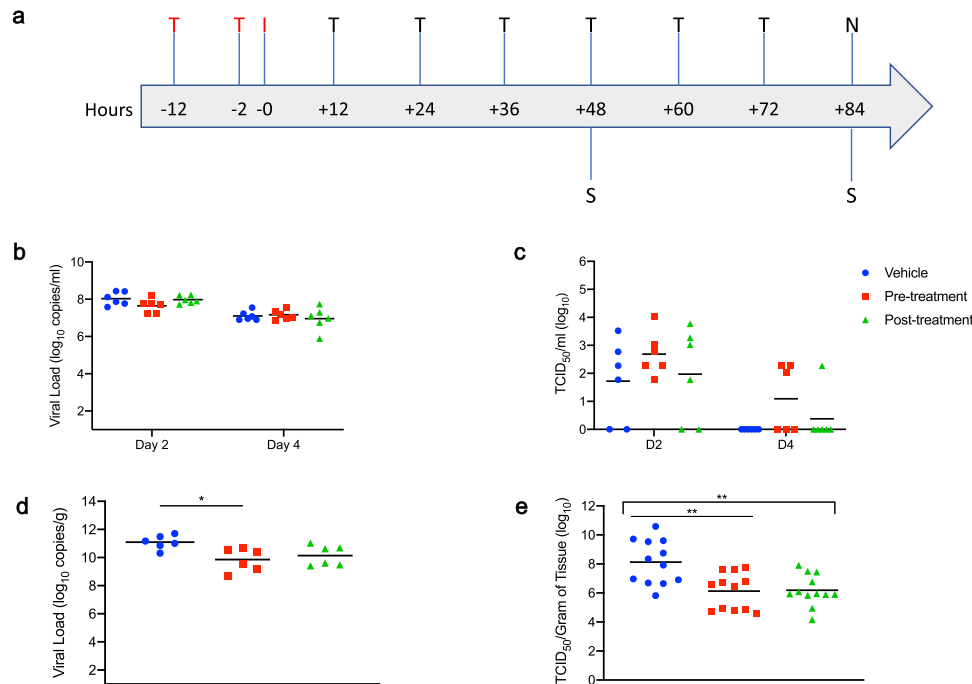 a
T T I T T T T T T N
Hours -12 -2 -0 +12 +24 +36 +48 +60 +72 +84
S S
b
Viral Load (log10 copies/ml)
10
8
6
4
2
Day 2 Day 4
c
TCID50/ml (log10)
6
5
4
3
2
1
0
D2 D4
Vehicle
Pre-treatment
Post-treatment
d
Viral Load (log10 copies/g)
14
12
10
8
6
4
2
*
e
TCID50/Gram of Tissue (log10)
12
10
8
6
4
2
0
**
**